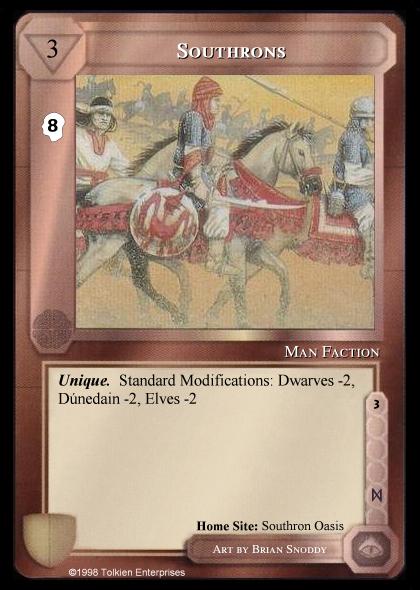 3
Southrons
8
Man Faction
Unique. Standard Modifications: Dwarves -2,
Dúnedain -2, Elves -2
3
ᛞ
Home Site: Southron Oasis
Art by Brian Snoddy
©1998 Tolkien Enterprises